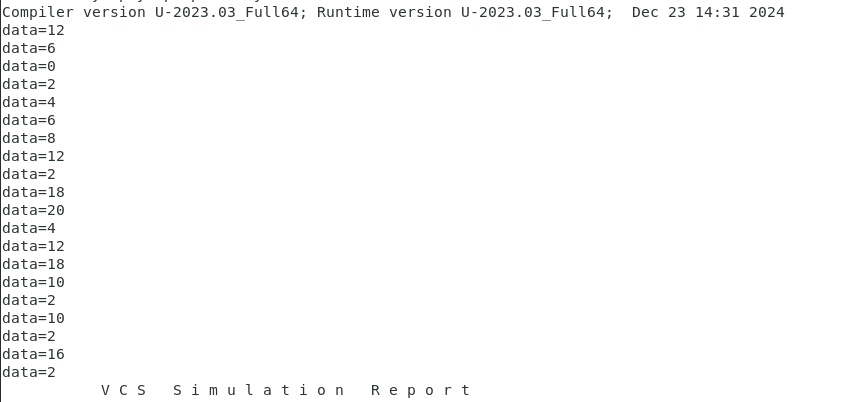 Compiler version U-2023.03_Full64; Runtime version U-2023.03_Full64;  Dec 23 14:31 2024
data=12
data=6
data=0
data=2
data=4
data=6
data=8
data=12
data=2
data=18
data=20
data=4
data=12
data=18
data=10
data=2
data=10
data=2
data=16
data=2
           V C S   S i m u l a t i o n   R e p o r t